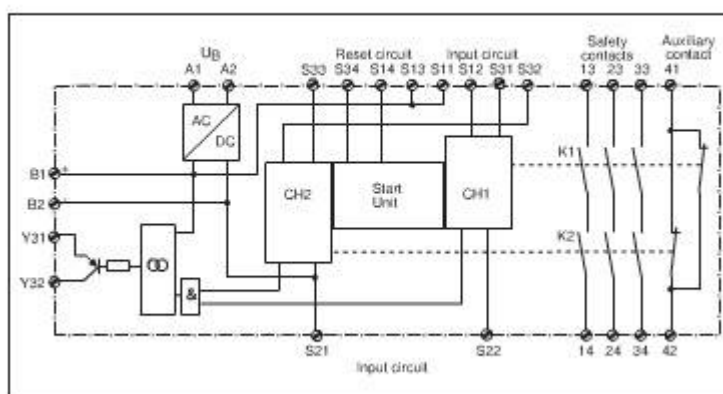 UB Reset circuit Input circuit Safety contacts Auxiliary contact
A1 A2 S33 S34 S14 S13 S11 S12 S31 S32 13 23 33 41
AC
DC
B1 +
B2 -
Y31
Y32
CH2
Start Unit
CH1
K1
K2
&
S21 S22 14 24 34 42
Input circuit